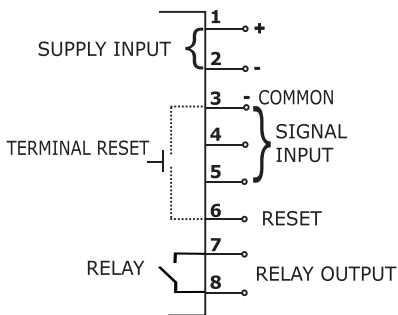 1 +
SUPPLY INPUT
2 -
3 - COMMON
TERMINAL RESET
4
SIGNAL
INPUT
5
6 RESET
7
RELAY
RELAY OUTPUT
8